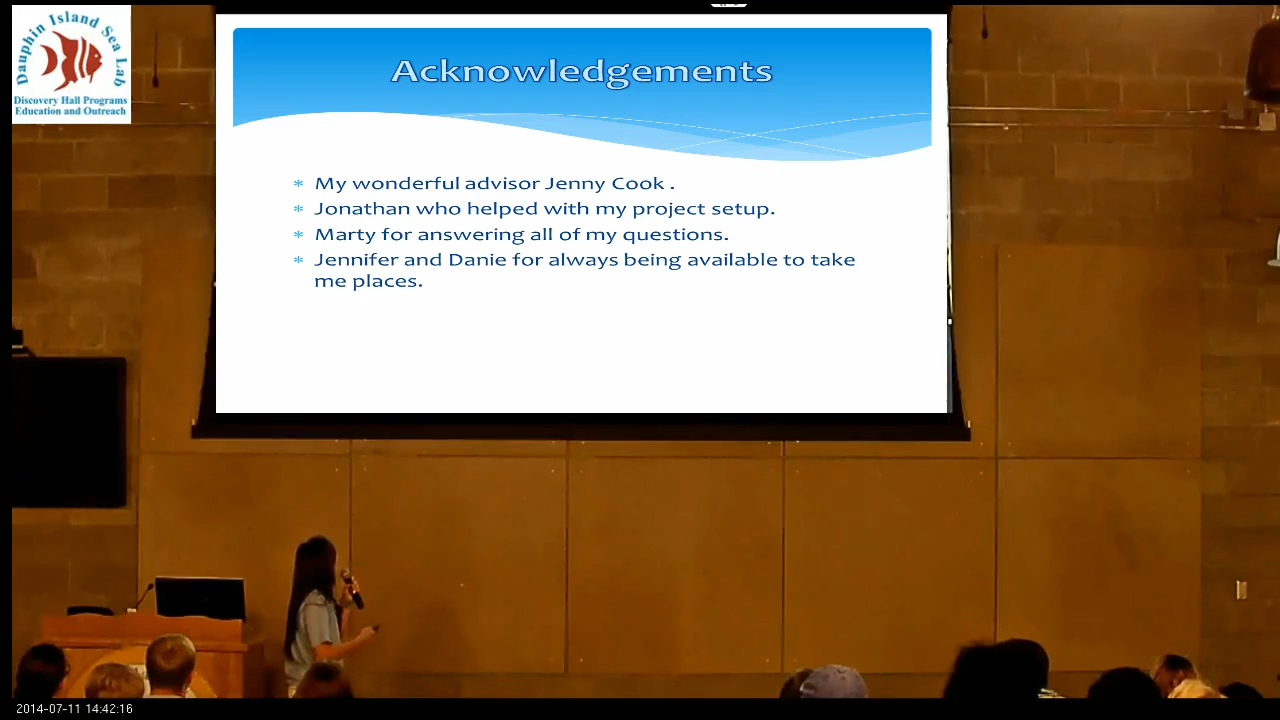 Dauphin Island Sea Lab
Discovery Hall Programs
Education and Outreach
Acknowledgements
* My wonderful advisor Jenny Cook .
* Jonathan who helped with my project setup.
* Marty for answering all of my questions.
* Jennifer and Danie for always being available to take
me places.
2014-07-11 14:42:16